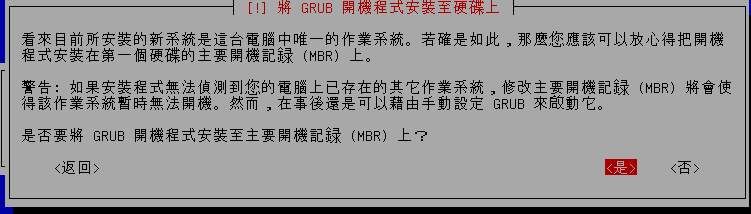 [!] 將 GRUB 開機程式安裝至硬碟上
看來目前所安裝的新系統是這台電腦中唯一的作業系統。若確是如此,那麼您應該可以放心得把開機
程式安裝在第一個硬碟的主要開機記錄 (MBR) 上。
警告: 如果安裝程式無法偵測到您的電腦上已存在的其它作業系統,修改主要開機記錄 (MBR) 將會使
得該作業系統暫時無法開機。然而,在事後還是可以藉由手動設定 GRUB 來啟動它。
是否要將 GRUB 開機程式安裝至主要開機記錄 (MBR) 上?
<返回> <是> <否>